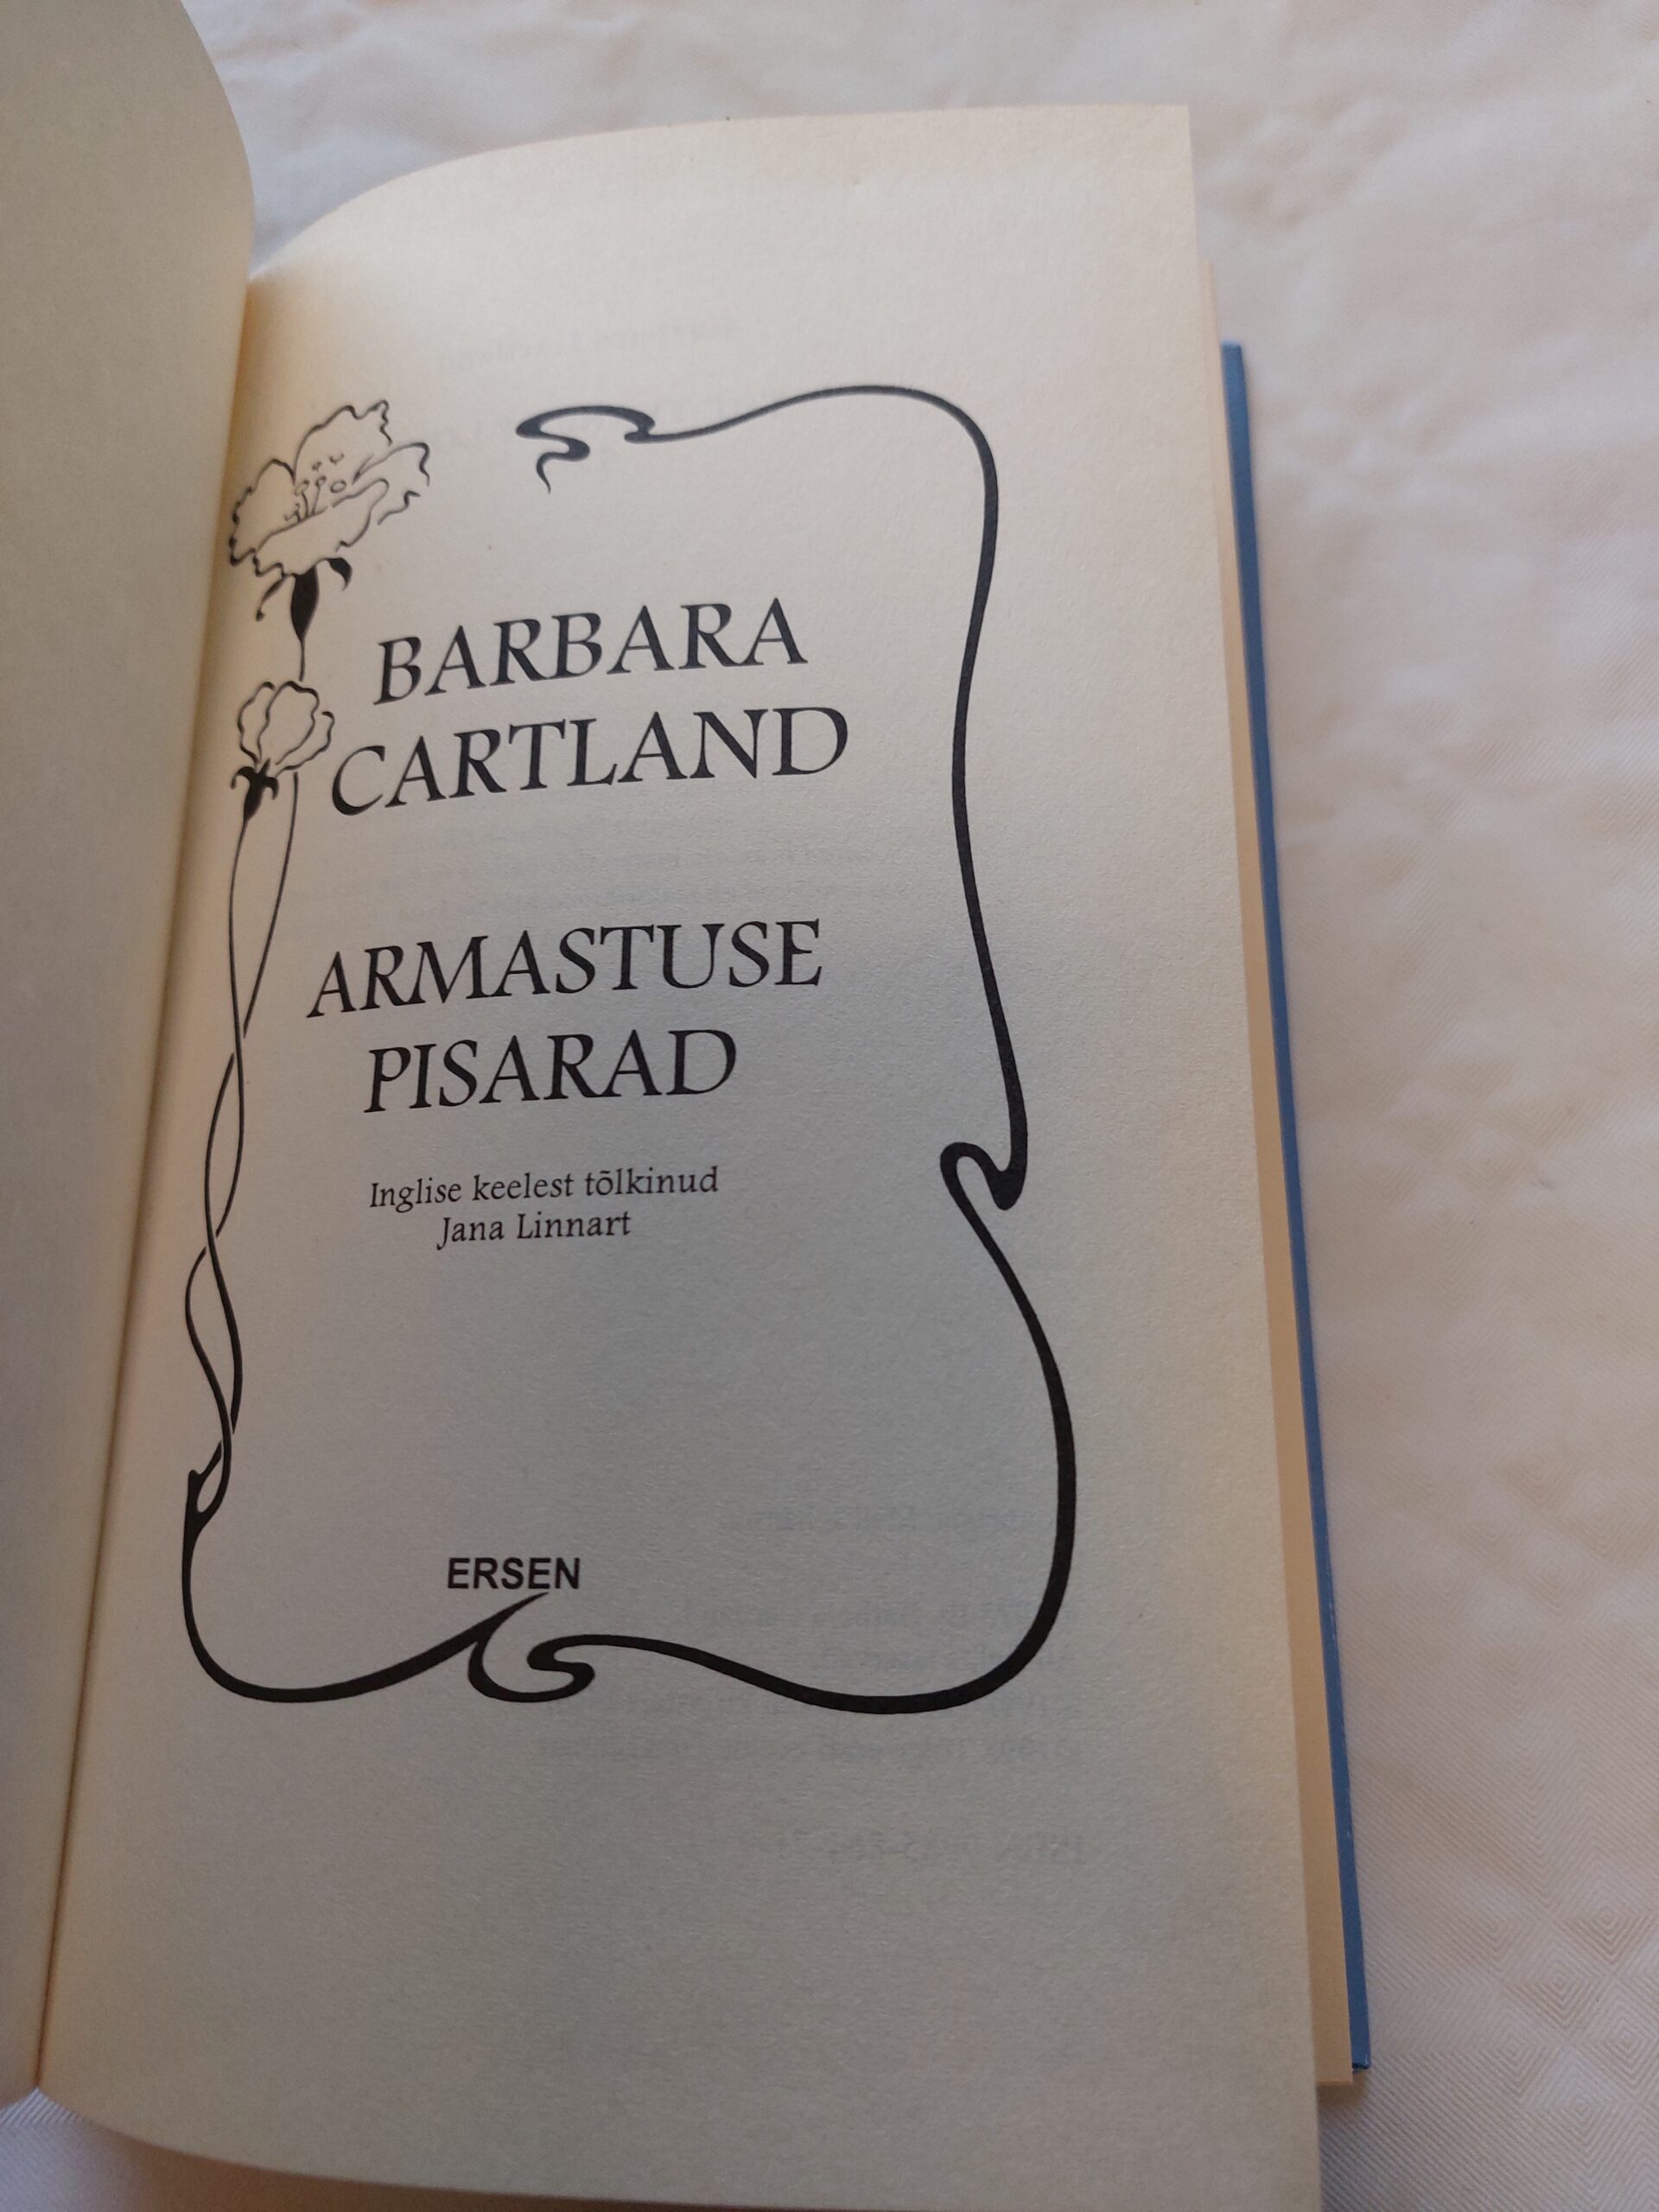 BARBARA
CARTLAND
ARMASTUSE
PISARAD
Inglise keelest tõlkinud
Jana Linnart
ERSEN